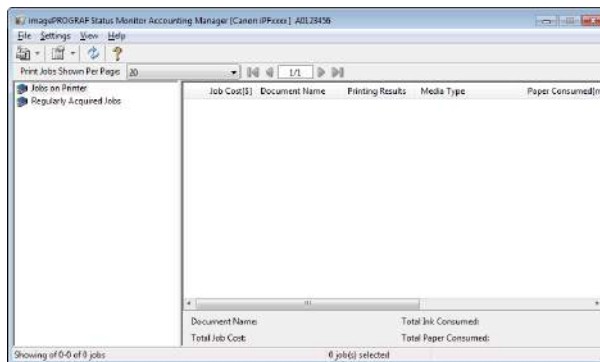 imagePROGRAF Status Monitor Accounting Manager [Canon iPFxxxx] A0123456
File Settings View Help
Print Jobs Shown Per Page: 20 1/1
Jobs on Printer
Regularly Acquired Jobs
Job Cost[$] Document Name Printing Results Media Type Paper Consumed[m
Document Name: Total Ink Consumed:
Total Job Cost: Total Paper Consumed:
Showing of 0-0 of 0 jobs 0 job(s) selected